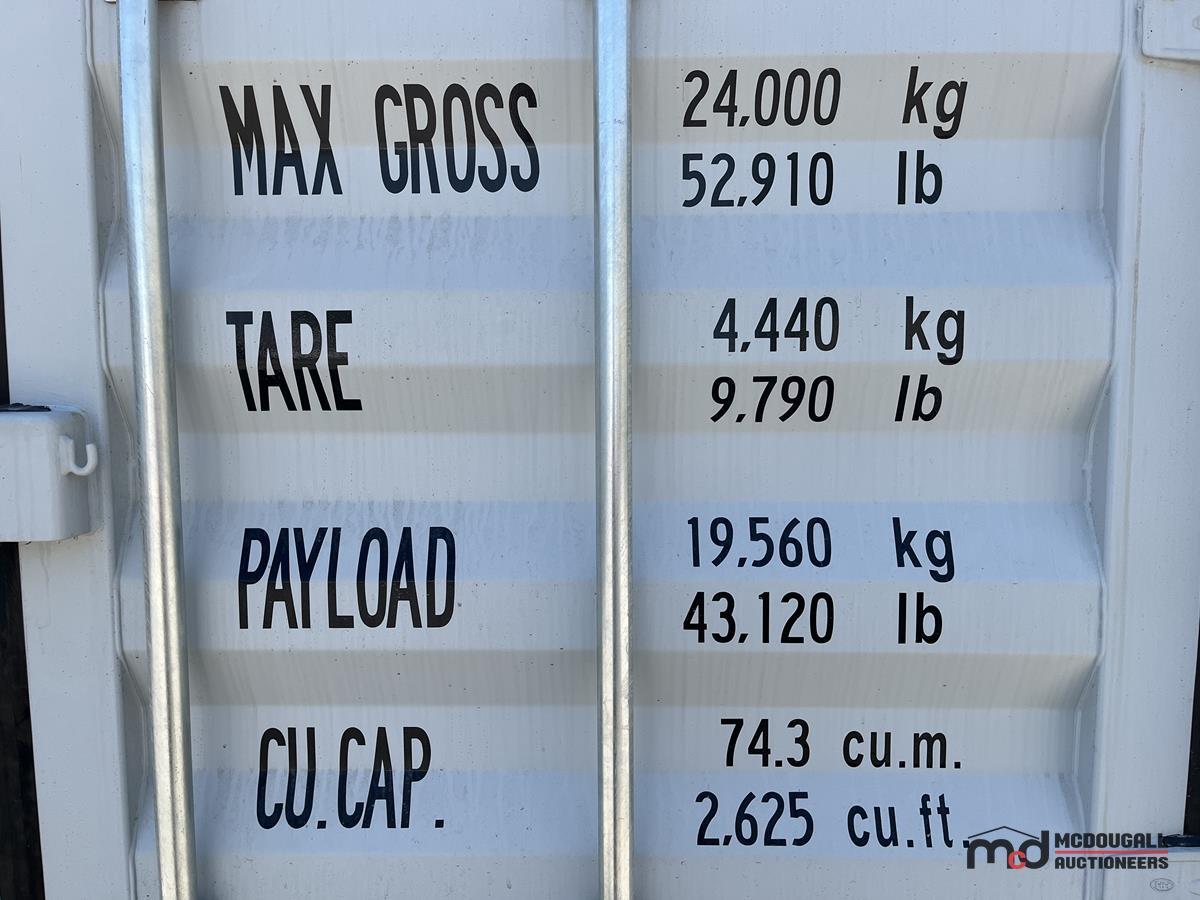 MAX GROSS 24,000 kg
52,910 lb
TARE 4,440 kg
9,790 lb
PAYLOAD 19,560 kg
43,120 lb
CU.CAP. 74.3 cu.m.
2,625 cu.ft.
mcd MCDOUGALL
AUCTIONEERS